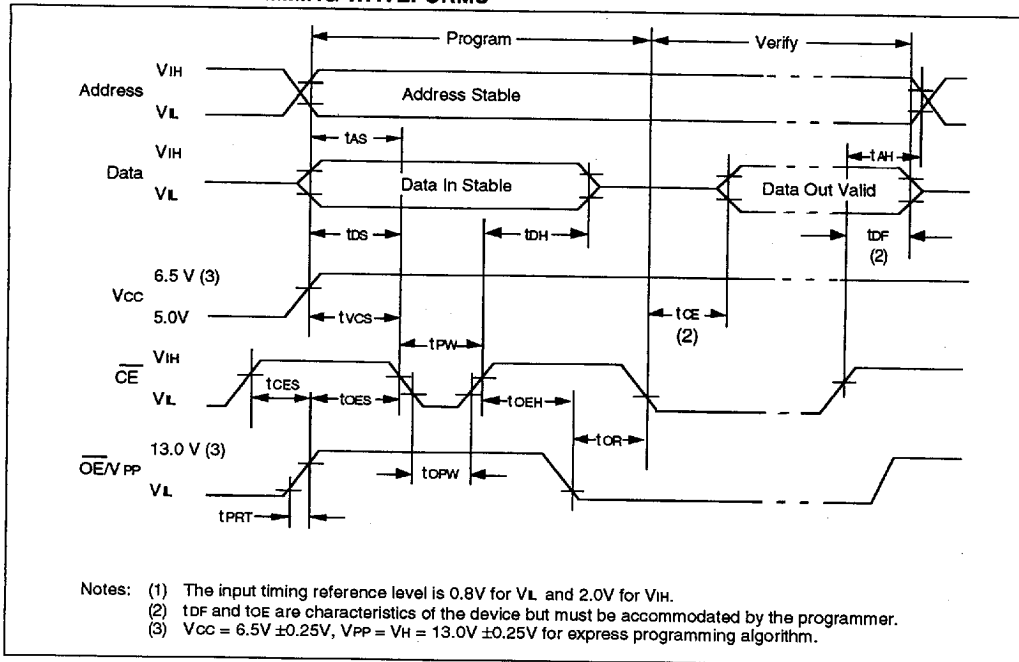 WAVEFORMS
Program
Verify
Address
VIH
VIL
Address Stable
tAS
tAH
Data
VIH
VIL
Data In Stable
Data Out Valid
tDS
tDH
tDF
(2)
Vcc
6.5 V (3)
5.0V
tVCS
tPW
tCE
(2)
CE
VIH
VIL
tCES
tOES
tOEH
tOR
OE/VPP
13.0 V (3)
VIL
tOPW
tPRT
Notes: (1) The input timing reference level is 0.8V for VIL and 2.0V for VIH.
(2) tDF and tOE are characteristics of the device but must be accommodated by the programmer.
(3) Vcc = 6.5V ±0.25V, VPP = VH = 13.0V ±0.25V for express programming algorithm.